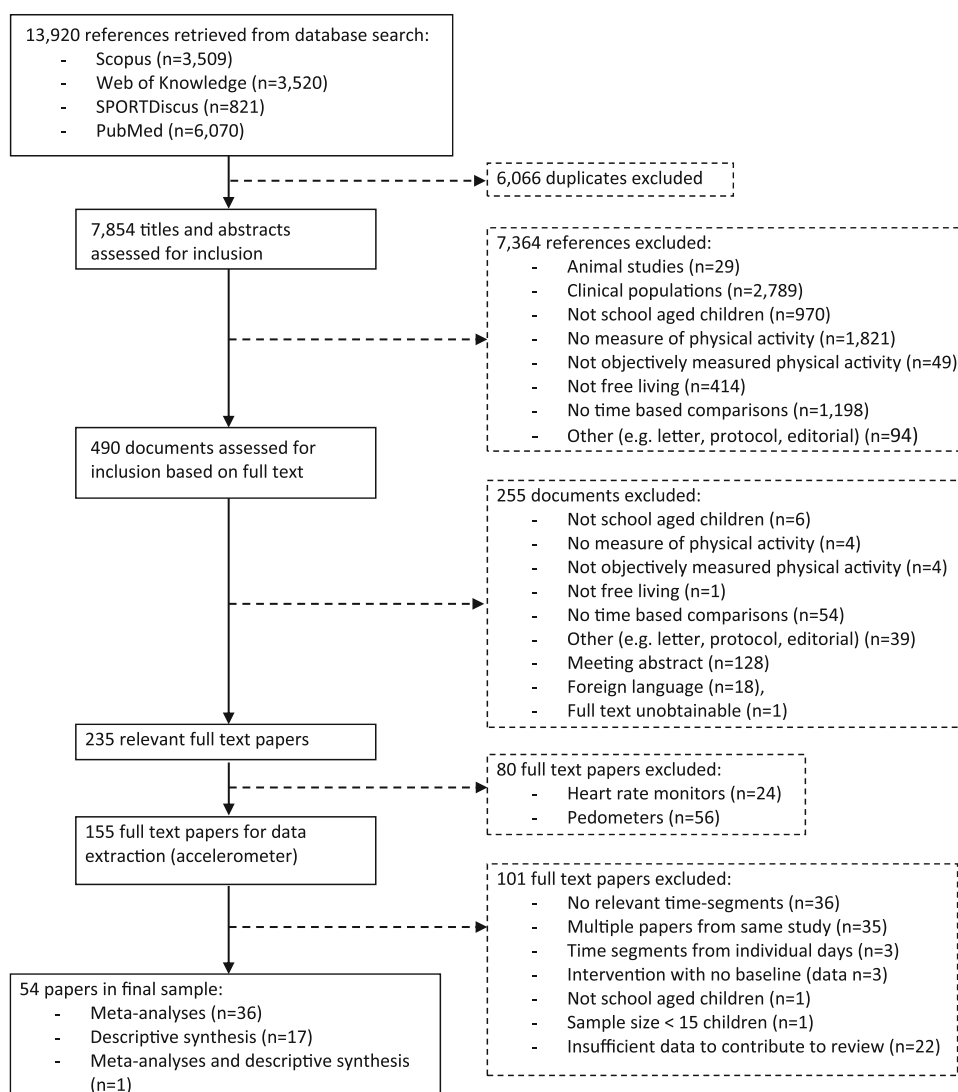 13,920 references retrieved from database search:
- Scopus (n=3,509)
- Web of Knowledge (n=3,520)
- SPORTDiscus (n=821)
- PubMed (n=6,070)
6,066 duplicates excluded
7,854 titles and abstracts
assessed for inclusion
7,364 references excluded:
- Animal studies (n=29)
- Clinical populations (n=2,789)
- Not school aged children (n=970)
- No measure of physical activity (n=1,821)
- Not objectively measured physical activity (n=49)
- Not free living (n=414)
- No time based comparisons (n=1,198)
- Other (e.g. letter, protocol, editorial) (n=94)
490 documents assessed for
inclusion based on full text
255 documents excluded:
- Not school aged children (n=6)
- No measure of physical activity (n=4)
- Not objectively measured physical activity (n=4)
- Not free living (n=1)
- No time based comparisons (n=54)
- Other (e.g. letter, protocol, editorial) (n=39)
- Meeting abstract (n=128)
- Foreign language (n=18),
- Full text unobtainable (n=1)
235 relevant full text papers
80 full text papers excluded:
- Heart rate monitors (n=24)
- Pedometers (n=56)
155 full text papers for data
extraction (accelerometer)
101 full text papers excluded:
- No relevant time-segments (n=36)
- Multiple papers from same study (n=35)
- Time segments from individual days (n=3)
- Intervention with no baseline (data n=3)
- Not school aged children (n=1)
- Sample size < 15 children (n=1)
- Insufficient data to contribute to review (n=22)
54 papers in final sample:
- Meta-analyses (n=36)
- Descriptive synthesis (n=17)
- Meta-analyses and descriptive synthesis
(n=1)